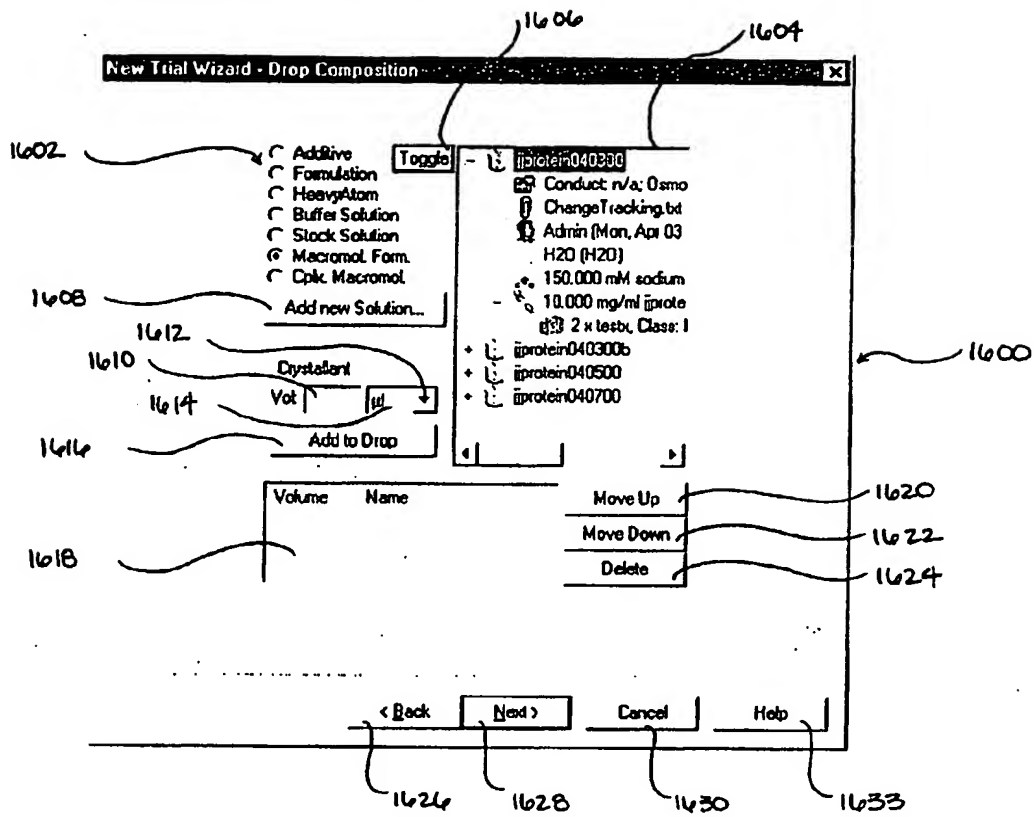 1606
1604
New Trial Wizard - Drop Composition
1602
Additive
Formulation
HeavyAtom
Buffer Solution
Stock Solution
Macromol. Form.
Cplx. Macromol.
Toggle
jjprotein040300
Conduct: n/a; Osmo
ChangeTracking.txt
Admin (Mon, Apr 03
H2O (H2O)
150.000 mM sodium
10.000 mg/ml jjprote
2 x testx, Class: I
jjprotein040300b
jjprotein040500
jjprotein040700
1608
Add new Solution...
1612
1600
1610
Crystallant
Vol
µl
1614
1616
Add to Drop
Volume Name
Move Up
1620
Move Down
1622
1618
Delete
1624
< Back
Next >
Cancel
Help
1626
1628
1630
1633